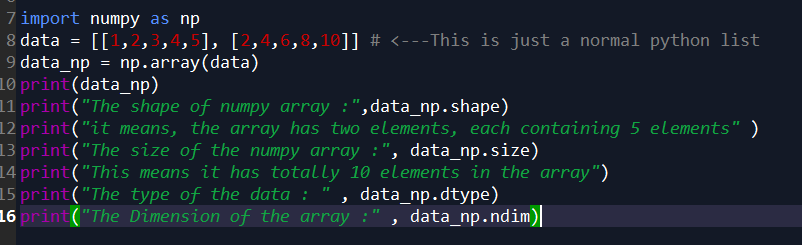 7 import numpy as np
8 data = [[1,2,3,4,5], [2,4,6,8,10]] # <---This is just a normal python list
9 data_np = np.array(data)
10 print(data_np)
11 print("The shape of numpy array :",data_np.shape)
12 print("it means, the array has two elements, each containing 5 elements" )
13 print("The size of the numpy array :", data_np.size)
14 print("This means it has totally 10 elements in the array")
15 print("The type of the data : " , data_np.dtype)
16 print("The Dimension of the array :" , data_np.ndim)